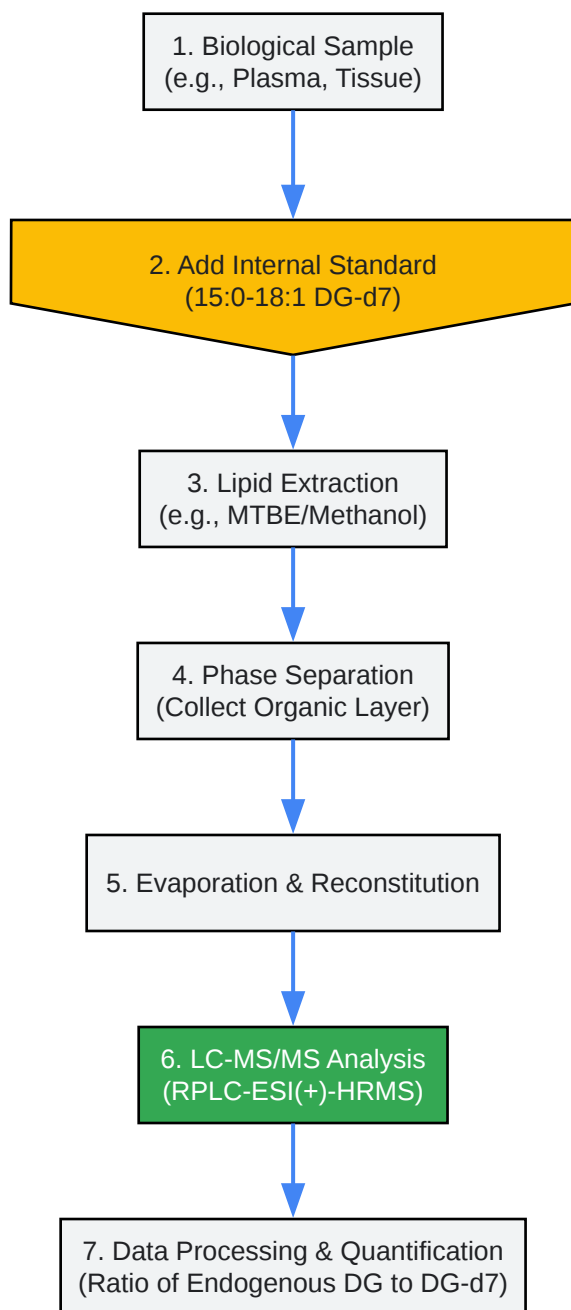 1. Biological Sample
(e.g., Plasma, Tissue)
2. Add Internal Standard
(15:0-18:1 DG-d7)
3. Lipid Extraction
(e.g., MTBE/Methanol)
4. Phase Separation
(Collect Organic Layer)
5. Evaporation & Reconstitution
6. LC-MS/MS Analysis
(RPLC-ESI(+)-HRMS)
7. Data Processing & Quantification
(Ratio of Endogenous DG to DG-d7)